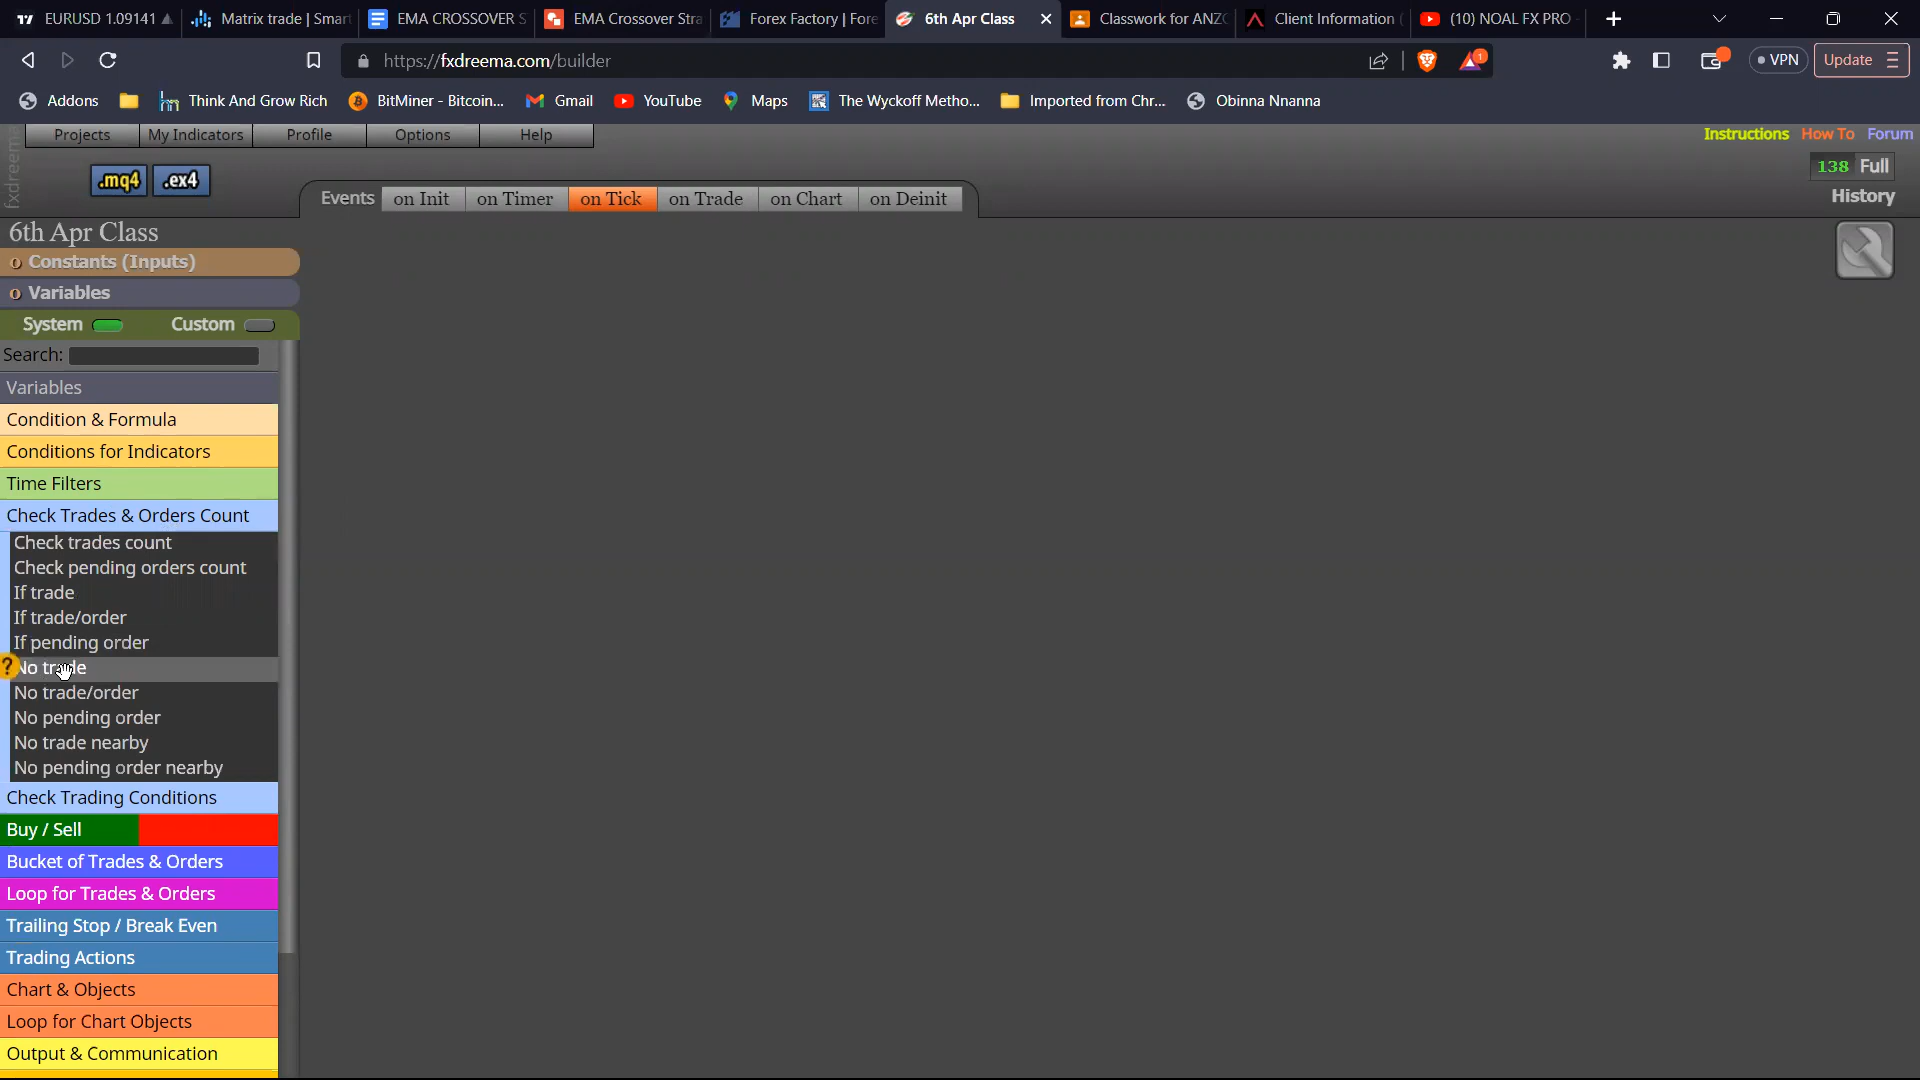 EURUSD 1.09141
Matrix trade | Smar
EMA CROSSOVER S
EMA Crossover Stra
Forex Factory | Fore
6th Apr Class
Classwork for ANZO
Client Information (
(10) NOAL FX PRO -
https://fxdreema.com/builder
1
VPN
Update
Addons
Think And Grow Rich
BitMiner - Bitcoin...
Gmail
YouTube
Maps
The Wyckoff Metho...
Imported from Chr...
Obinna Nnanna
fxdreema
Projects
My Indicators
Profile
Options
Help
Instructions
How To
Forum
.mq4
.ex4
138 Full
History
Events
on Init
on Timer
on Tick
on Trade
on Chart
on Deinit
6th Apr Class
o Constants (Inputs)
o Variables
System
Custom
Search:
Variables
Condition & Formula
Conditions for Indicators
Time Filters
Check Trades & Orders Count
Check trades count
Check pending orders count
If trade
If trade/order
If pending order
? No trade
No trade/order
No pending order
No trade nearby
No pending order nearby
Check Trading Conditions
Buy / Sell
Bucket of Trades & Orders
Loop for Trades & Orders
Trailing Stop / Break Even
Trading Actions
Chart & Objects
Loop for Chart Objects
Output & Communication